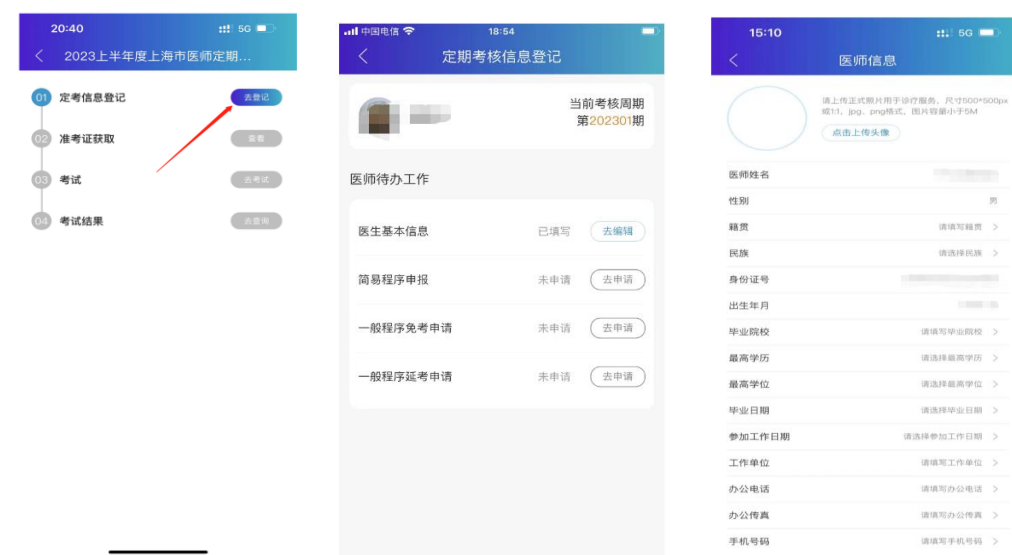 20:40
5G
2023上半年度上海市医师定期...
01 定考信息登记 去登记
02 准考证获取 查看
03 考试 去考试
04 考试结果 去查询
中国电信
18:54
定期考核信息登记
当前考核周期
第202301期
医师待办工作
医生基本信息 已填写 去编辑
简易程序申报 未申请 去申请
一般程序免考申请 未申请 去申请
一般程序延考申请 未申请 去申请
15:10
5G
医师信息
请上传正式照片用于诊疗服务，尺寸500*500px
或1:1，jpg、png格式，图片容量小于5M
点击上传头像
医师姓名
性别 男
籍贯 请填写籍贯
民族 请选择民族
身份证号
出生年月
毕业院校 请填写毕业院校
最高学历 请选择最高学历
最高学位 请选择最高学位
毕业日期 请选择毕业日期
参加工作日期 请选择参加工作日期
工作单位 请填写工作单位
办公电话 请填写办公电话
办公传真 请填写办公传真
手机号码 请填写手机号码